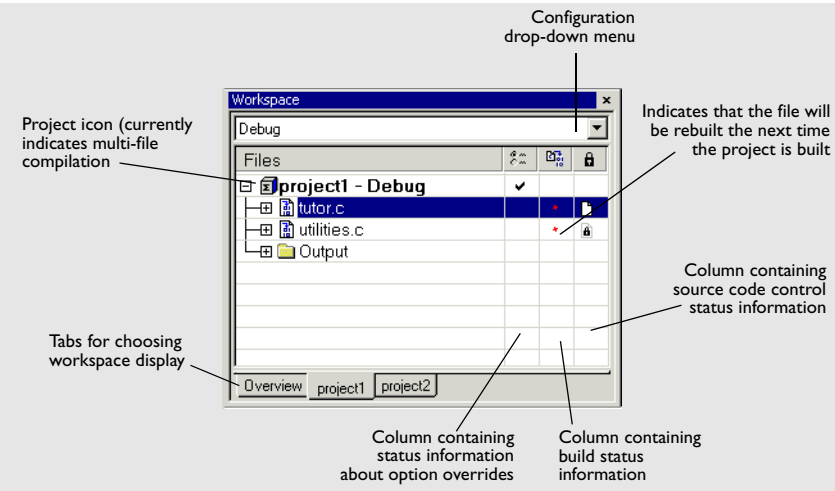 Configuration
drop-down menu
Workspace
Project icon (currently
indicates multi-file
compilation
Debug
Indicates that the file will
be rebuilt the next time
the project is built
Files
project1 - Debug
tutor.c
utilities.c
Output
Column containing
source code control
status information
Tabs for choosing
workspace display
Overview project1 project2
Column containing
status information
about option overrides
Column containing
build status
information